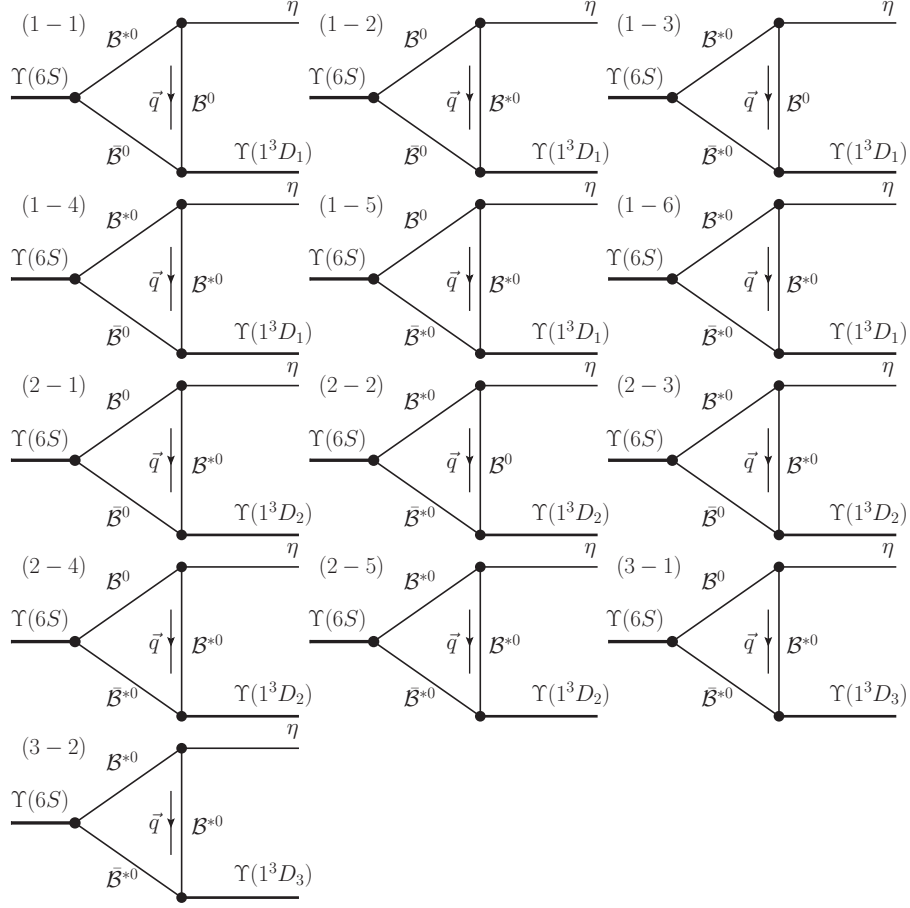 (1 − 1) B*⁰ η (1 − 2) B⁰ η (1 − 3) B*⁰ η
Υ(6S) q⃗ B⁰ Υ(6S) q⃗ B*⁰ Υ(6S) q⃗ B⁰
B̄⁰ Υ(1³D₁) B̄⁰ Υ(1³D₁) B̄*⁰ Υ(1³D₁)
(1 − 4) B*⁰ η (1 − 5) B⁰ η (1 − 6) B*⁰ η
Υ(6S) q⃗ B*⁰ Υ(6S) q⃗ B*⁰ Υ(6S) q⃗ B*⁰
B̄⁰ Υ(1³D₁) B̄*⁰ Υ(1³D₁) B̄*⁰ Υ(1³D₁)
(2 − 1) B⁰ η (2 − 2) B*⁰ η (2 − 3) B*⁰ η
Υ(6S) q⃗ B*⁰ Υ(6S) q⃗ B⁰ Υ(6S) q⃗ B*⁰
B̄⁰ Υ(1³D₂) B̄*⁰ Υ(1³D₂) B̄⁰ Υ(1³D₂)
(2 − 4) B⁰ η (2 − 5) B*⁰ η (3 − 1) B⁰ η
Υ(6S) q⃗ B*⁰ Υ(6S) q⃗ B*⁰ Υ(6S) q⃗ B*⁰
B̄*⁰ Υ(1³D₂) B̄*⁰ Υ(1³D₂) B̄*⁰ Υ(1³D₃)
(3 − 2) B*⁰ η
Υ(6S) q⃗ B*⁰
B̄*⁰ Υ(1³D₃)